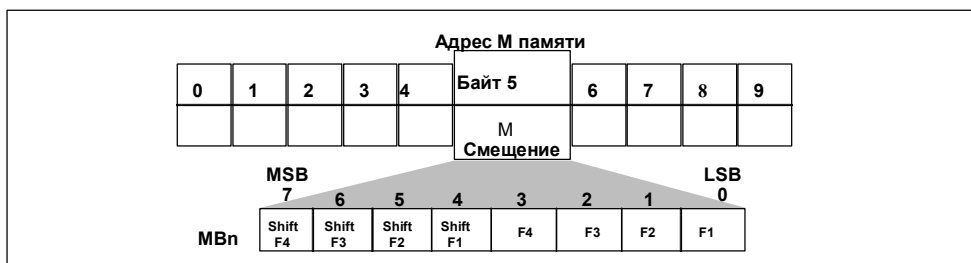 Адрес М памяти
0 1 2 3 4 Байт 5 6 7 8 9
М
Смещение
MSB LSB
7 6 5 4 3 2 1 0
MBn Shift F4 Shift F3 Shift F2 Shift F1 F4 F3 F2 F1